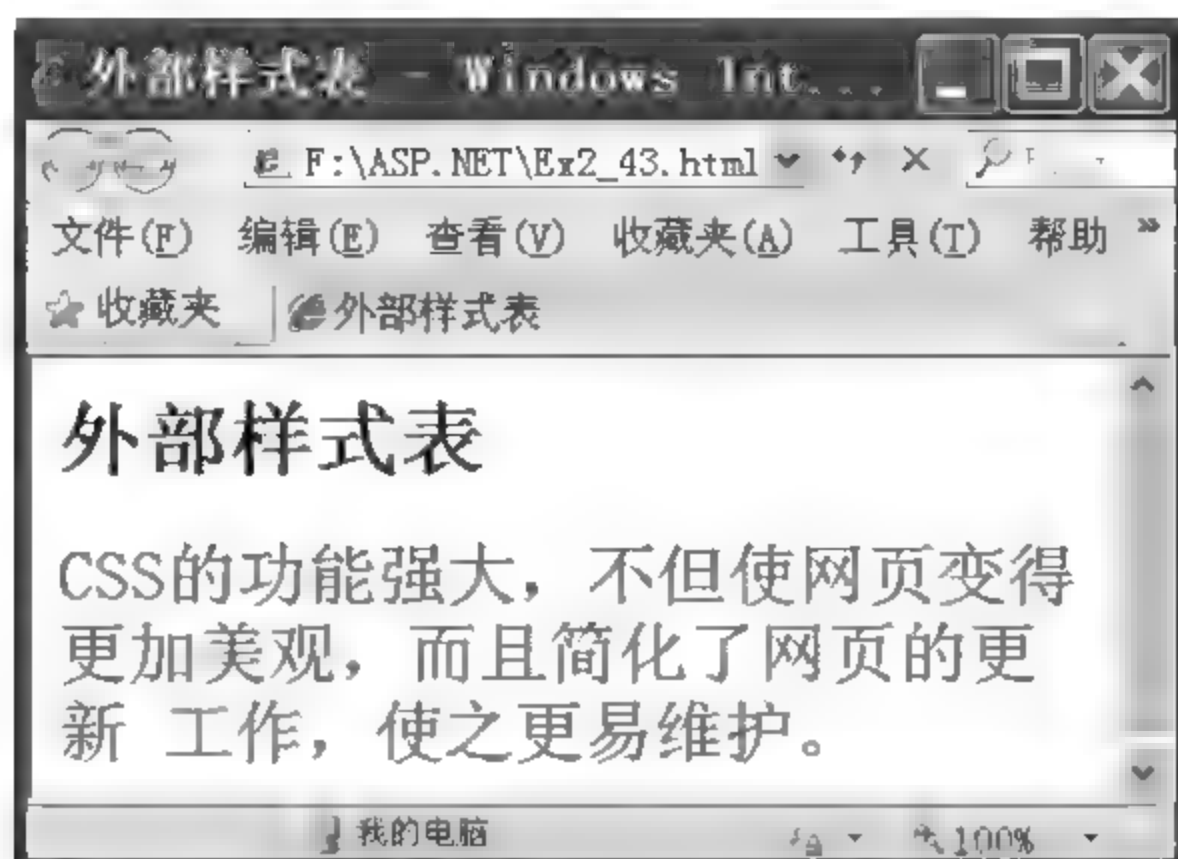 外部样式表 - Windows Int...
F:\ASP.NET\Ex2_43.html
文件(F) 编辑(E) 查看(V) 收藏夹(A) 工具(T) 帮助 »
收藏夹 外部样式表
外部样式表
CSS的功能强大，不但使网页变得
更加美观，而且简化了网页的更
新 工作，使之更易维护。
我的电脑 100%